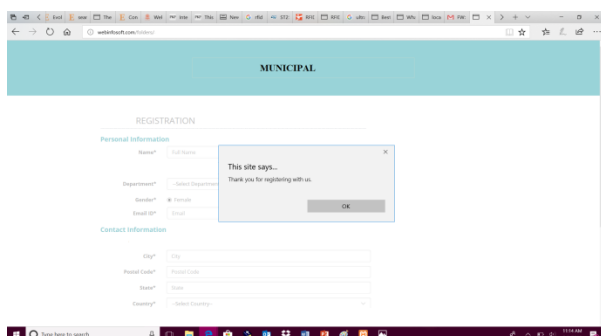 webinfosoft.com/folders/
MUNICIPAL
REGISTRATION
Personal Information
Name* Full Name
Department* --Select Department
Gender* Female
Email ID* Email
This site says...
Thank you for registering with us.
OK
Contact Information
City* City
Postal Code* Postal Code
State* State
Country* --Select Country--
Type here to search
11:19 AM